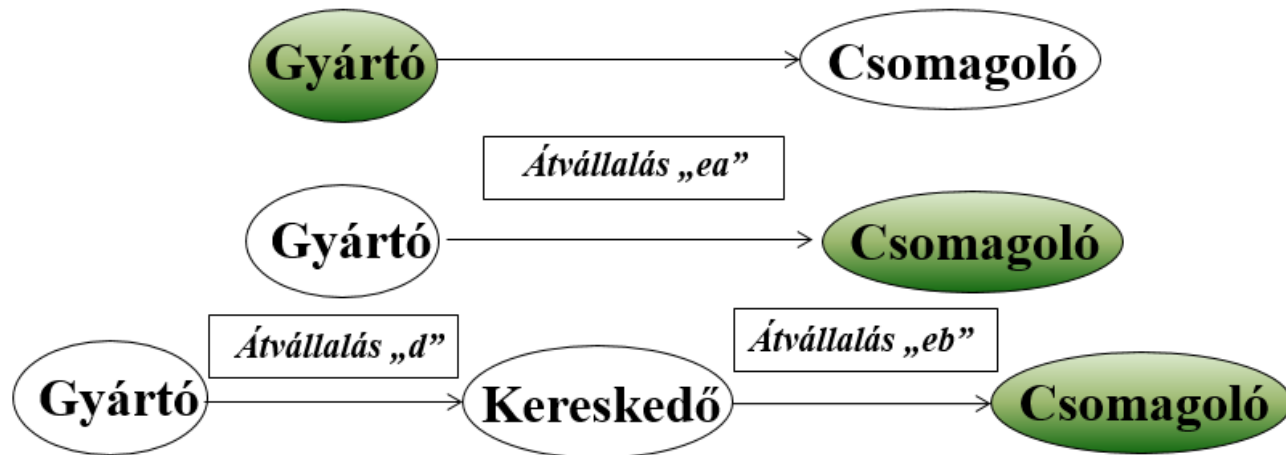 Gyártó
Csomagoló
Átvállalás „ea”
Gyártó
Csomagoló
Átvállalás „d”
Átvállalás „eb”
Gyártó
Kereskedő
Csomagoló